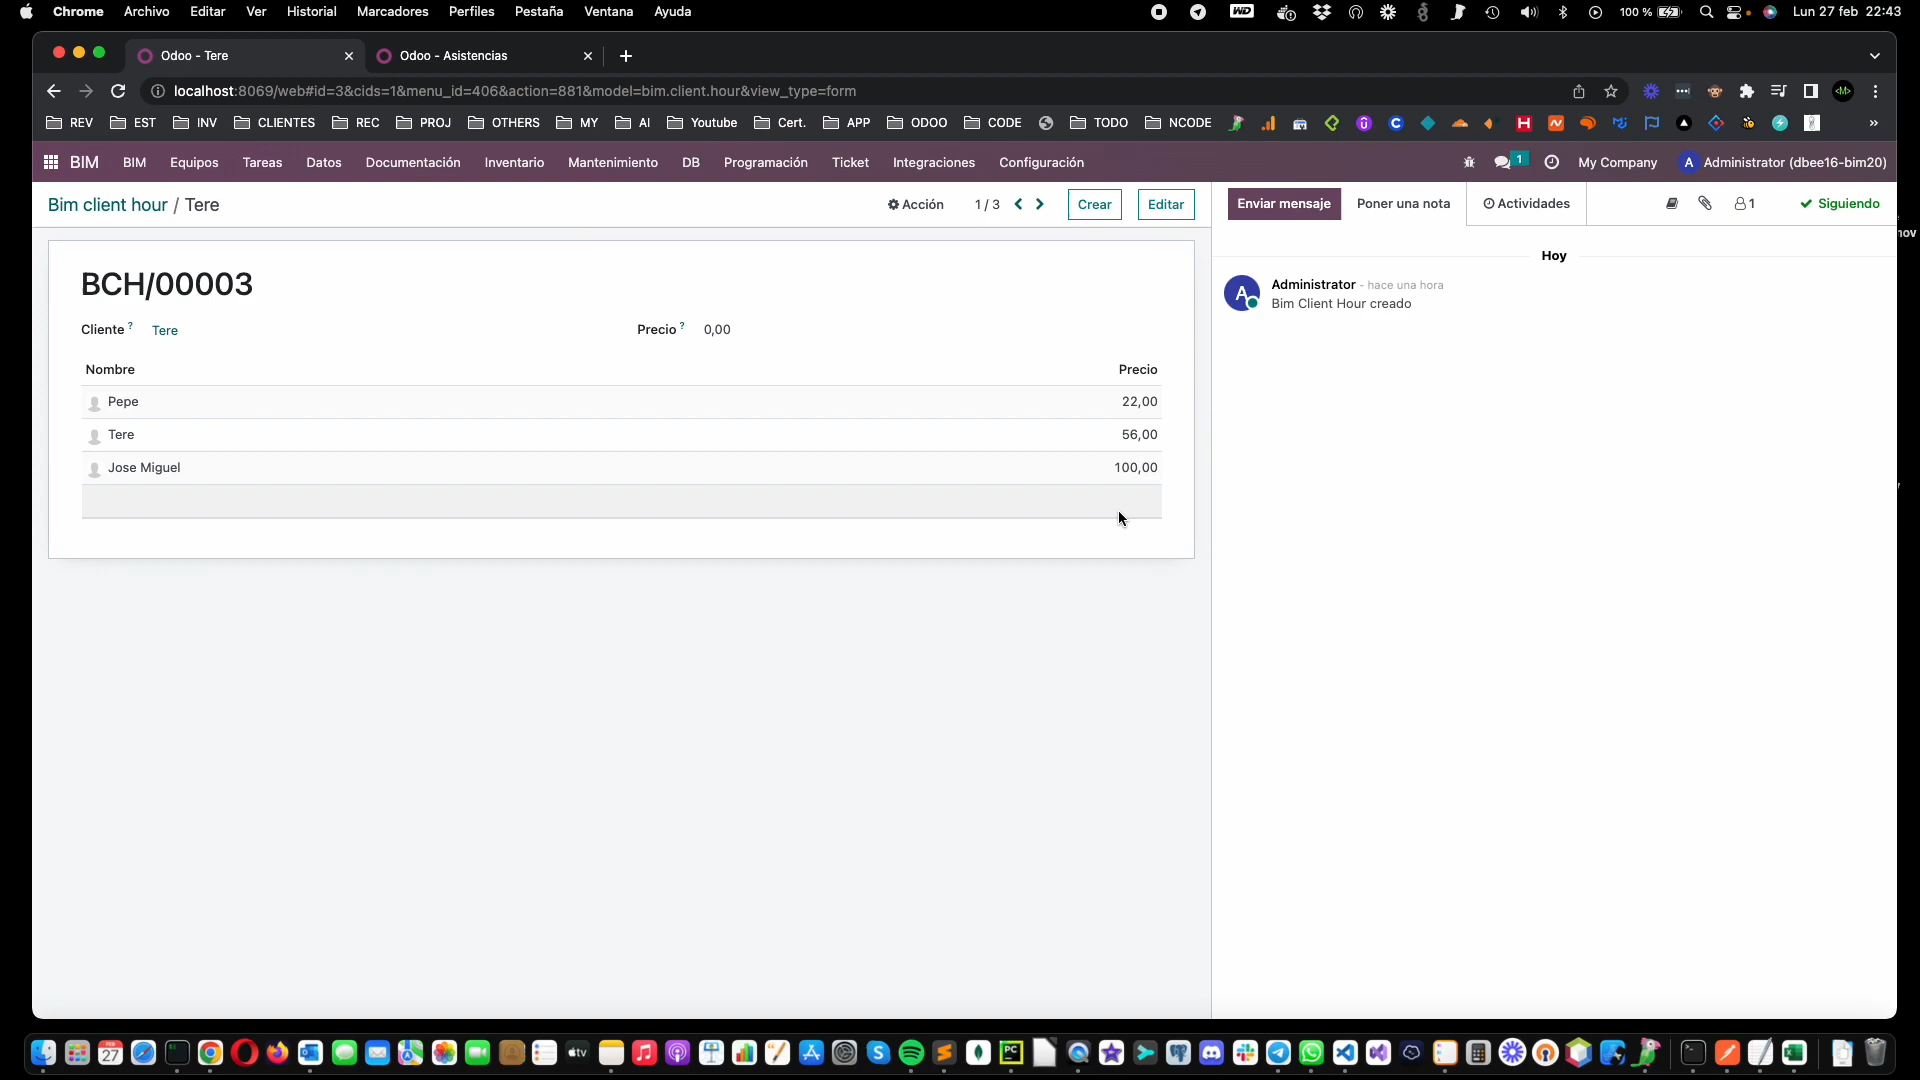 Chrome Archivo Editar Ver Historial Marcadores Perfiles Pestaña Ventana Ayuda WD 100 % Lun 27 feb 22:43
Odoo - Tere Odoo - Asistencias
localhost:8069/web#id=3&cids=1&menu_id=406&action=881&model=bim.client.hour&view_type=form
REV EST INV CLIENTES REC PROJ OTHERS MY AI Youtube Cert. APP ODOO CODE TODO NCODE »
BIM BIM Equipos Tareas Datos Documentación Inventario Mantenimiento DB Programación Ticket Integraciones Configuración 1 My Company A Administrator (dbee16-bim20)
Bim client hour / Tere Acción 1 / 3 Crear Editar
Enviar mensaje Poner una nota Actividades 1 Siguiendo
nov
Hoy
BCH/00003
A Administrator - hace una hora
Bim Client Hour creado
Cliente ? Tere Precio ? 0,00
Nombre Precio
Pepe 22,00
Tere 56,00
Jose Miguel 100,00
FEB 27 tv PC